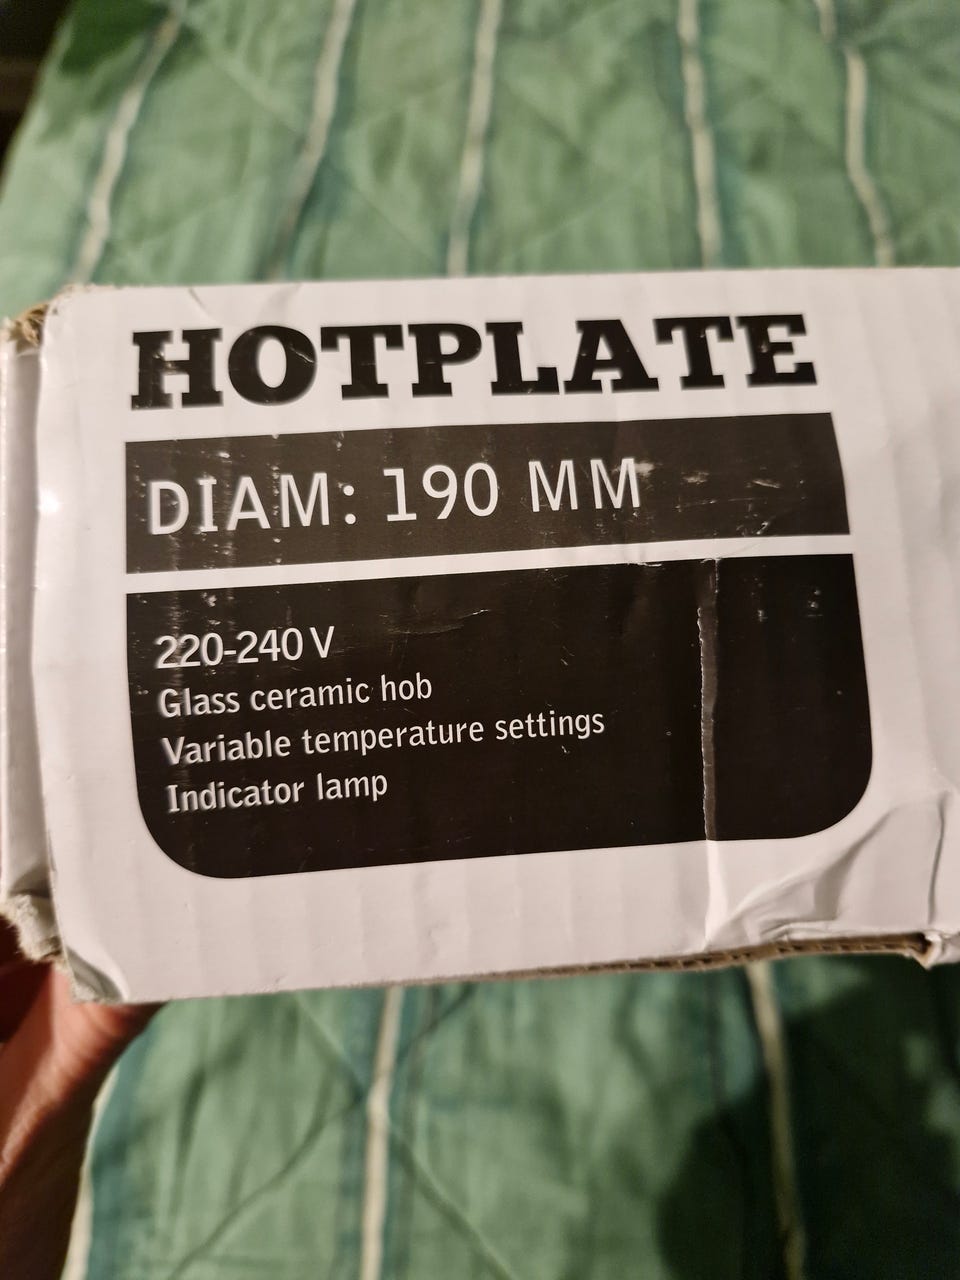 HOTPLATE
DIAM: 190 MM
220-240 V
Glass ceramic hob
Variable temperature settings
Indicator lamp